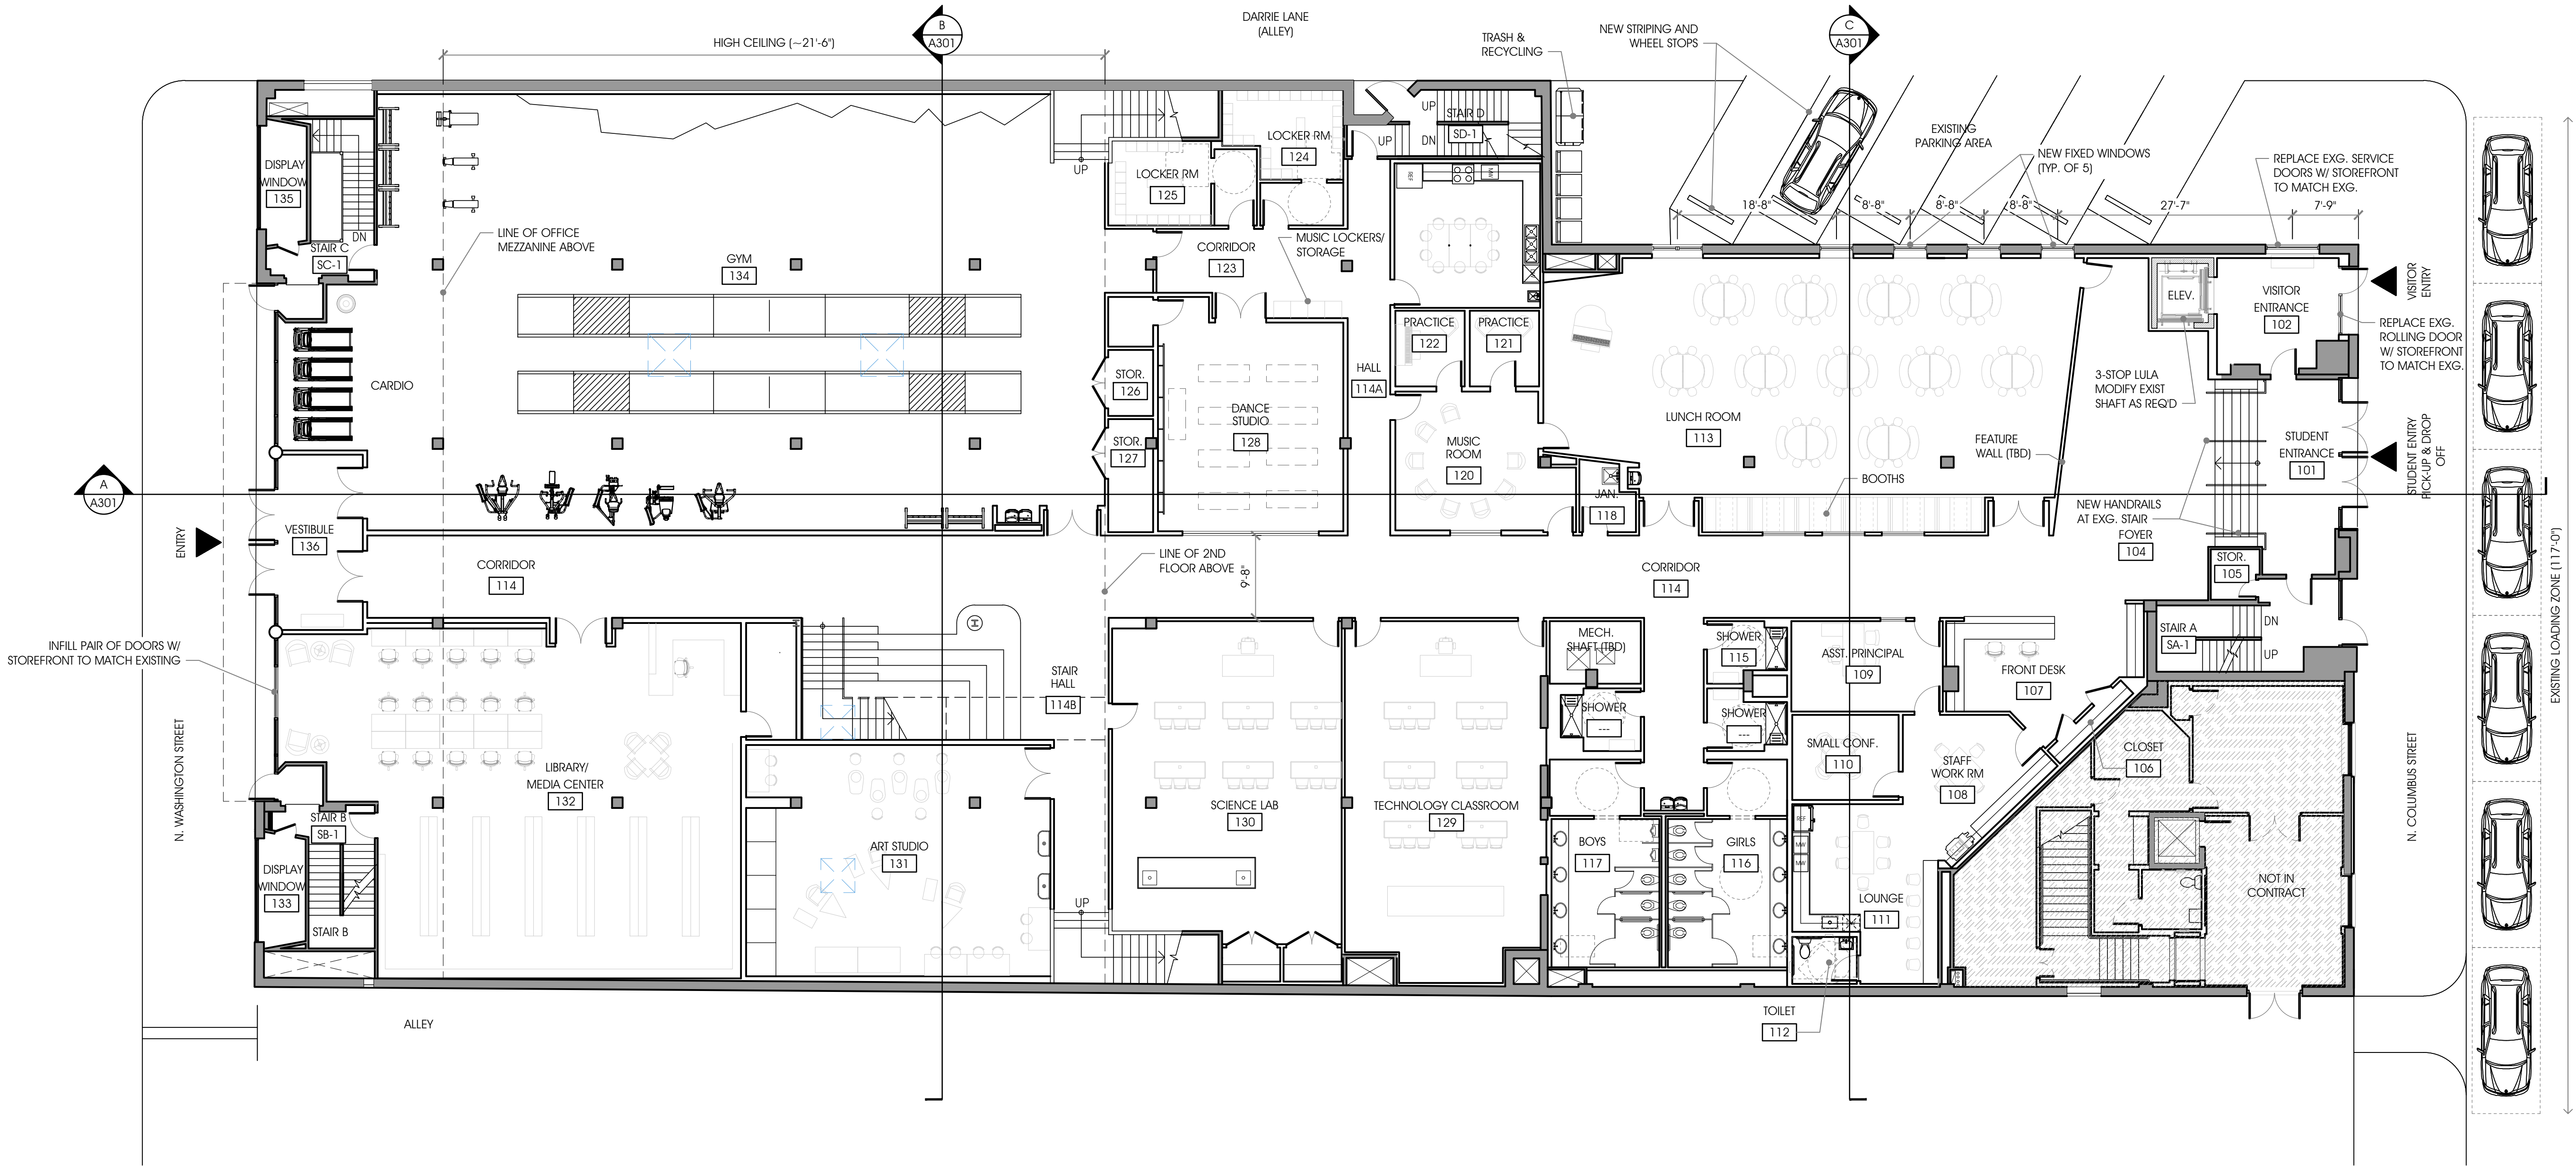 B
A301
C
A301
DARRIE LANE
(ALLEY)
HIGH CEILING (~21'-6")
TRASH &
RECYCLING
NEW STRIPING AND
WHEEL STOPS
EXISTING
PARKING AREA
NEW FIXED WINDOWS
(TYP. OF 5)
REPLACE EXG. SERVICE
DOORS W/ STOREFRONT
TO MATCH EXG.
18'-8"
8'-8"
8'-8"
8'-8"
27'-7"
7'-9"
DISPLAY
WINDOW
135
DN
STAIR C
SC-1
LINE OF OFFICE
MEZZANINE ABOVE
GYM
134
CARDIO
UP
LOCKER RM
124
LOCKER RM
125
UP
STAIR D
SD-1
UP
DN
REF
MW
CORRIDOR
123
MUSIC LOCKERS/
STORAGE
PRACTICE
122
PRACTICE
121
HALL
114A
STOR.
126
STOR.
127
DANCE
STUDIO
128
MUSIC
ROOM
120
JAN.
118
LUNCH ROOM
113
FEATURE
WALL (TBD)
BOOTHS
ELEV.
VISITOR
ENTRANCE
102
VISITOR
ENTRY
REPLACE EXG.
ROLLING DOOR
W/ STOREFRONT
TO MATCH EXG.
3-STOP LULA
MODIFY EXIST
SHAFT AS REQ'D
STUDENT
ENTRANCE
101
STUDENT ENTRY
PICK-UP & DROP
OFF
NEW HANDRAILS
AT EXG. STAIR
FOYER
104
STOR.
105
A
A301
ENTRY
VESTIBULE
136
CORRIDOR
114
LINE OF 2ND
FLOOR ABOVE
9'-8"
CORRIDOR
114
EXISTING LOADING ZONE (117'-0")
INFILL PAIR OF DOORS W/
STOREFRONT TO MATCH EXISTING
N. WASHINGTON STREET
H
STAIR
HALL
114B
LIBRARY/
MEDIA CENTER
132
STAIR B
SB-1
DISPLAY
WINDOW
133
STAIR B
ART STUDIO
131
UP
SCIENCE LAB
130
TECHNOLOGY CLASSROOM
129
MECH.
SHAFT (TBD)
SHOWER
115
SHOWER
---
SHOWER
---
BOYS
117
GIRLS
116
ASST. PRINCIPAL
109
SMALL CONF.
110
STAFF
WORK RM
108
FRONT DESK
107
STAIR A
SA-1
DN
UP
CLOSET
106
REF
MW
MW
LOUNGE
111
TOILET
112
NOT IN
CONTRACT
N. COLUMBUS STREET
ALLEY